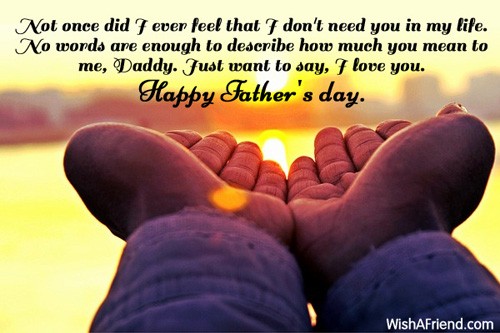 Not once did I ever feel that I don't need you in my life.
No words are enough to describe how much you mean to
me, Daddy. Just want to say, I love you.
Happy Father's day.
WishAFriend.com